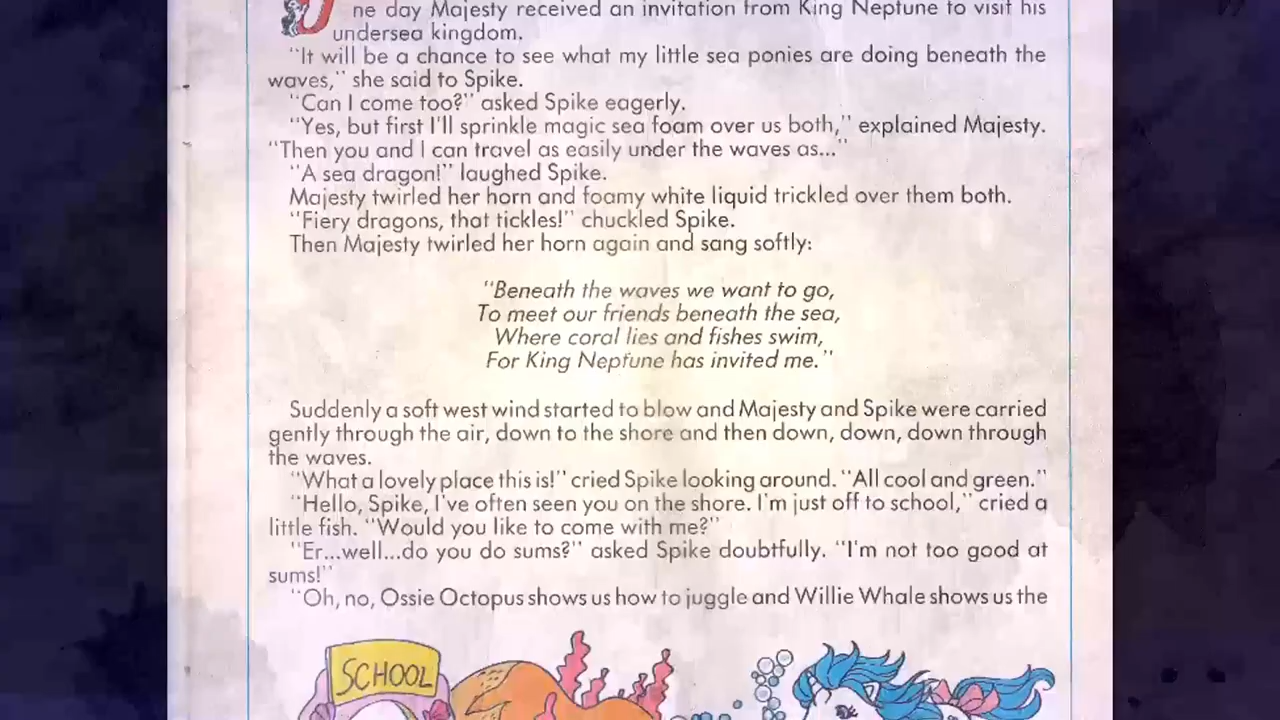 ne day Majesty received an invitation from King Neptune to visit his
undersea kingdom.
"It will be a chance to see what my little sea ponies are doing beneath the
waves," she said to Spike.
"Can I come too?" asked Spike eagerly.
"Yes, but first I'll sprinkle magic sea foam over us both," explained Majesty.
"Then you and I can travel as easily under the waves as..."
"A sea dragon!" laughed Spike.
Majesty twirled her horn and foamy white liquid trickled over them both.
"Fiery dragons, that tickles!" chuckled Spike.
Then Majesty twirled her horn again and sang softly:
"Beneath the waves we want to go,
To meet our friends beneath the sea,
Where coral lies and fishes swim,
For King Neptune has invited me."
Suddenly a soft west wind started to blow and Majesty and Spike were carried
gently through the air, down to the shore and then down, down, down through
the waves.
"What a lovely place this is!" cried Spike looking around. "All cool and green."
"Hello, Spike, I've often seen you on the shore. I'm just off to school," cried a
little fish. "Would you like to come with me?"
"Er...well...do you do sums?" asked Spike doubtfully. "I'm not too good at
sums!"
"Oh, no, Ossie Octopus shows us how to juggle and Willie Whale shows us the
SCHOOL